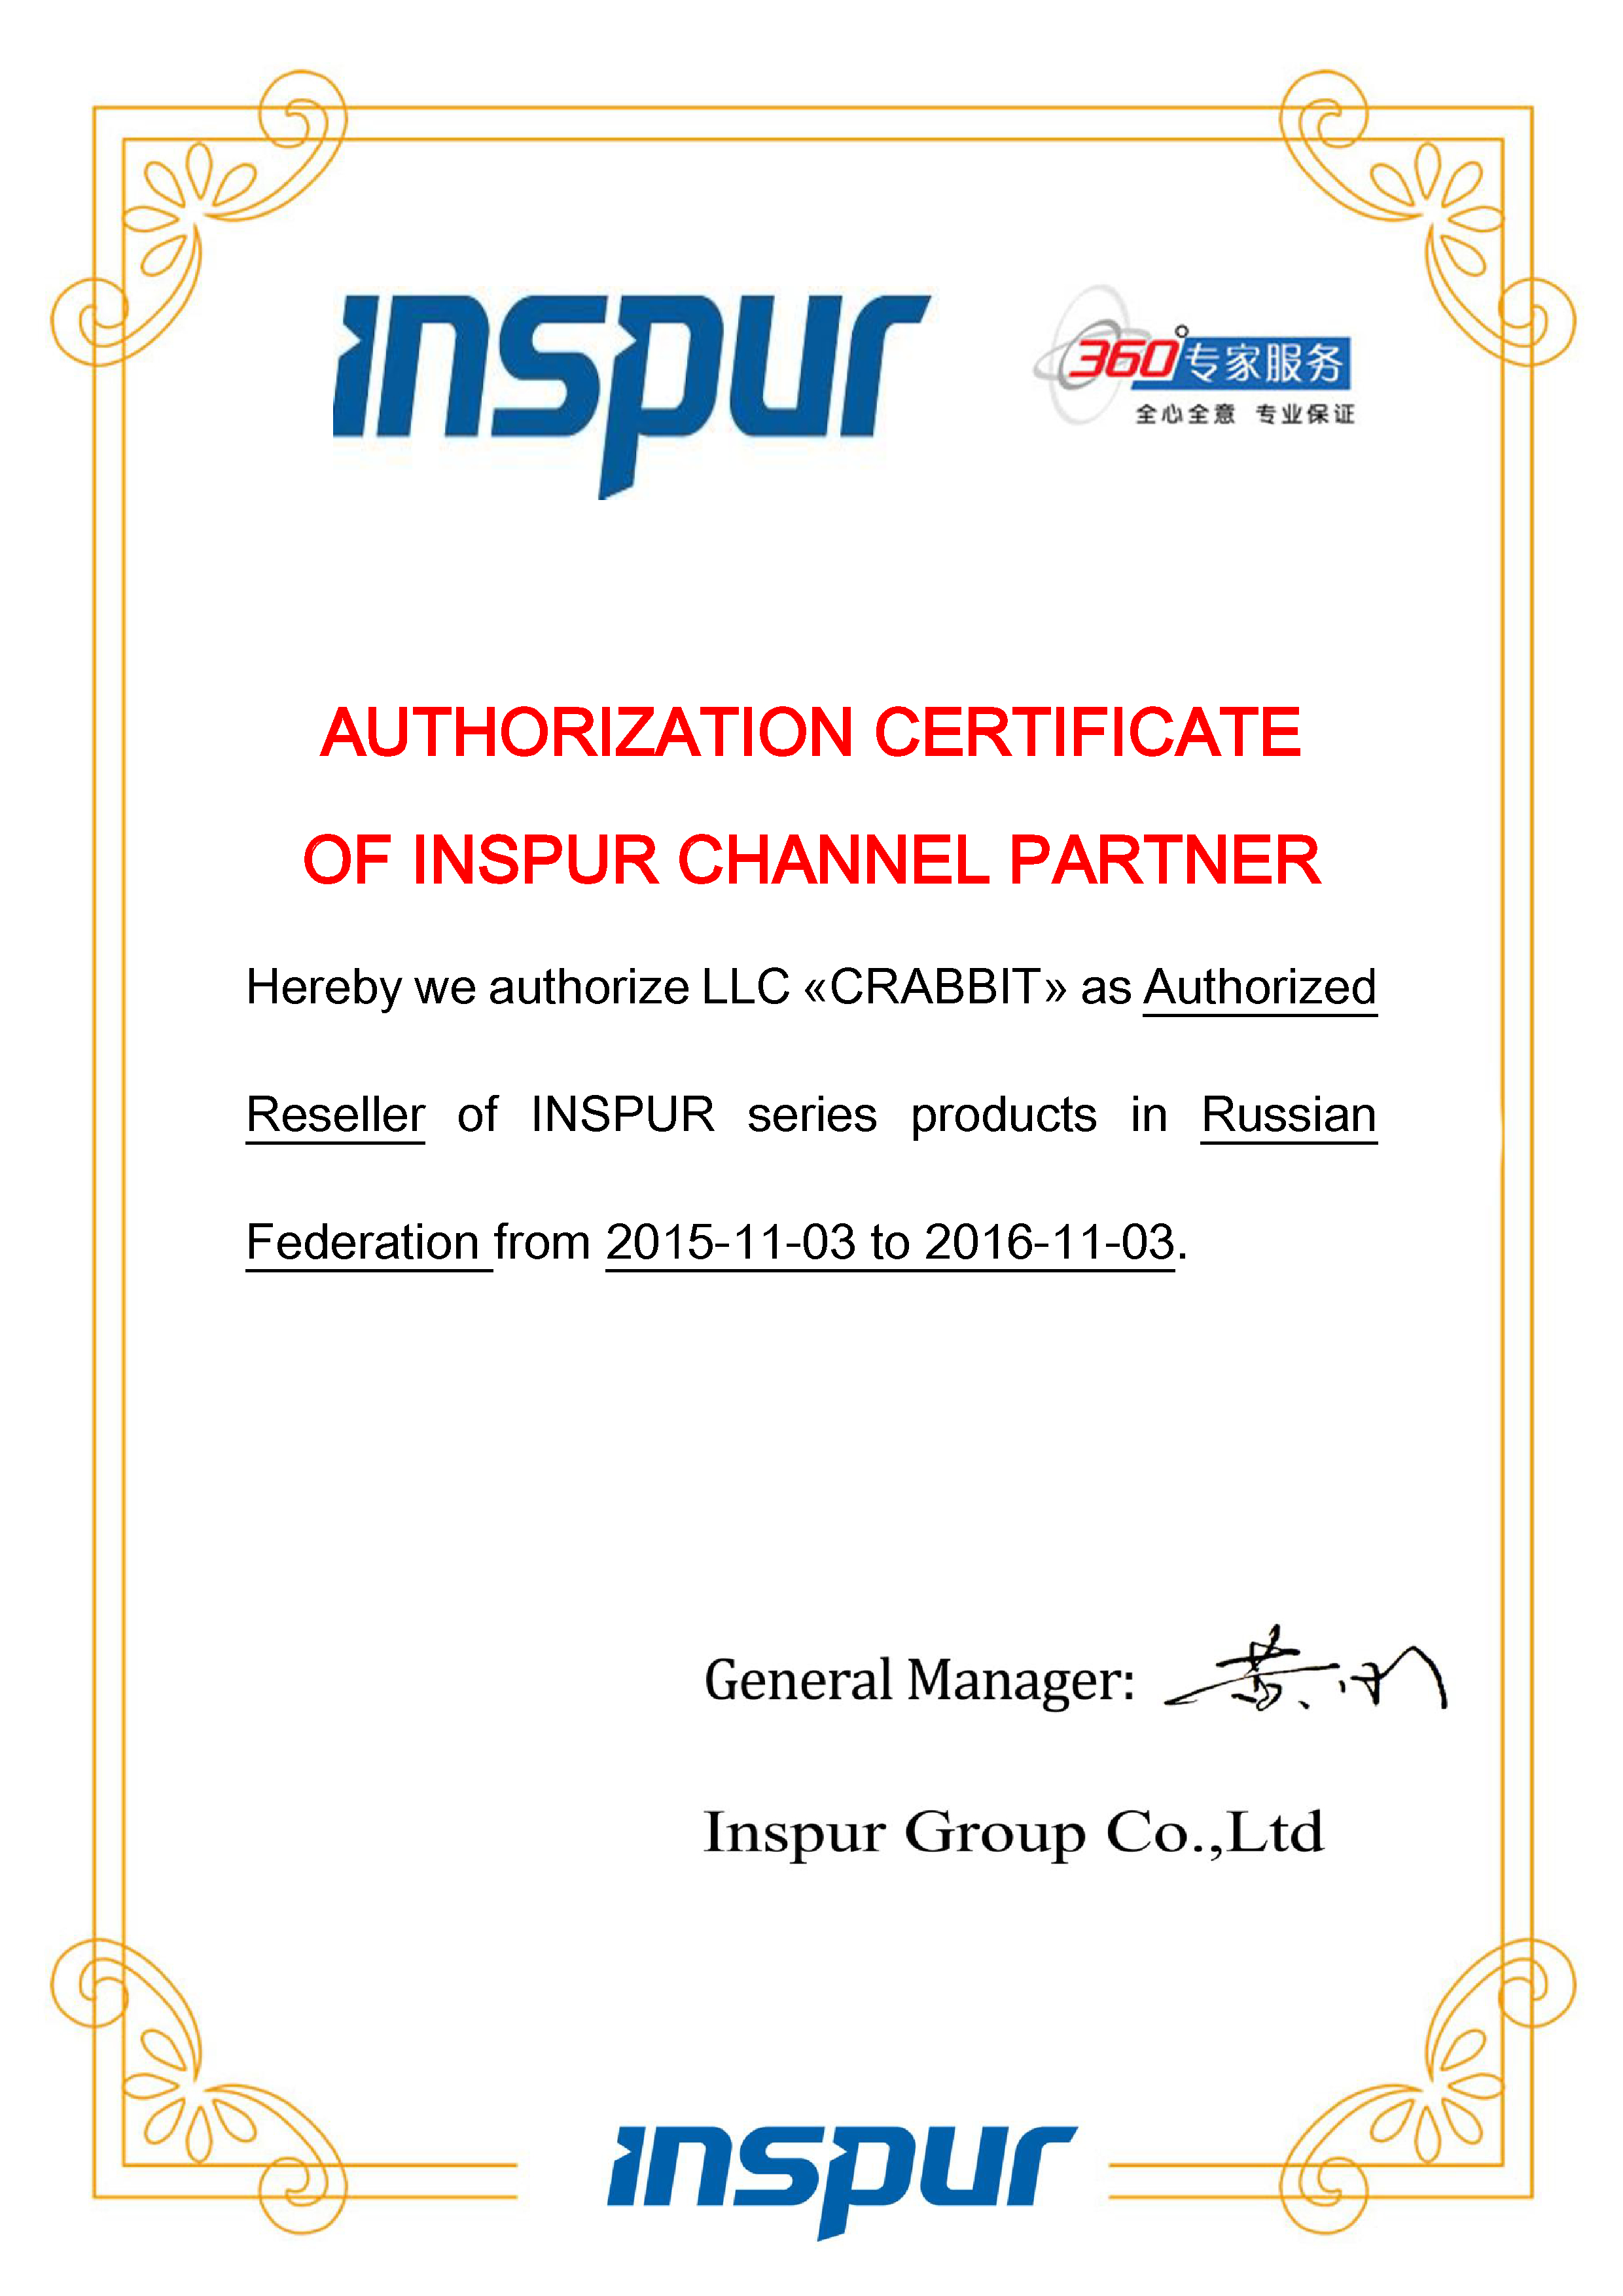 inspur
360°专家服务
全心全意 专业保证
AUTHORIZATION CERTIFICATE
OF INSPUR CHANNEL PARTNER
Hereby we authorize LLC «CRABBIT» as Authorized
Reseller of INSPUR series products in Russian
Federation from 2015-11-03 to 2016-11-03.
General Manager:
Inspur Group Co.,Ltd
inspur